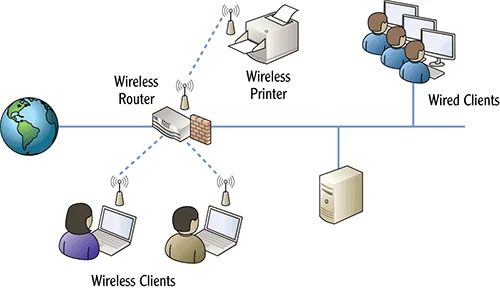 Wireless
Router
Wireless
Printer
Wired Clients
Wireless Clients